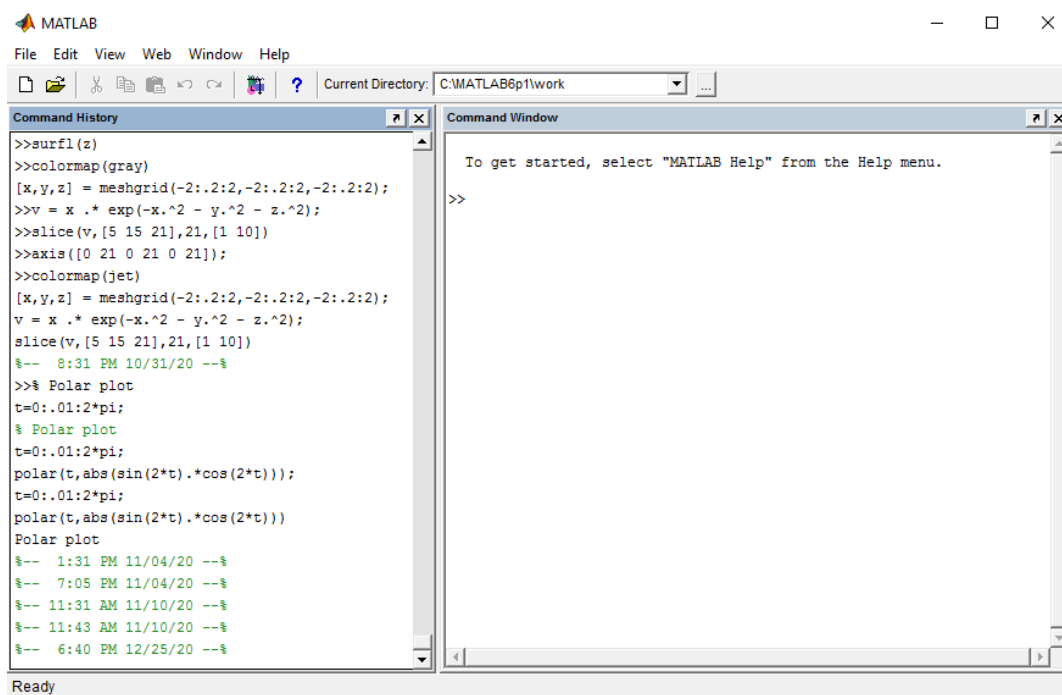 MATLAB
File Edit View Web Window Help
? Current Directory: C:\MATLAB6p1\work ...
Command History
>>surfl(z)
>>colormap(gray)
[x,y,z] = meshgrid(-2:.2:2,-2:.2:2,-2:.2:2);
>>v = x .* exp(-x.^2 - y.^2 - z.^2);
>>slice(v,[5 15 21],21,[1 10])
>>axis([0 21 0 21 0 21]);
>>colormap(jet)
[x,y,z] = meshgrid(-2:.2:2,-2:.2:2,-2:.2:2);
v = x .* exp(-x.^2 - y.^2 - z.^2);
slice(v,[5 15 21],21,[1 10])
%--  8:31 PM 10/31/20 --%
>>% Polar plot
t=0:.01:2*pi;
% Polar plot
t=0:.01:2*pi;
polar(t,abs(sin(2*t).*cos(2*t)));
t=0:.01:2*pi;
polar(t,abs(sin(2*t).*cos(2*t)))
Polar plot
%--  1:31 PM 11/04/20 --%
%--  7:05 PM 11/04/20 --%
%-- 11:31 AM 11/10/20 --%
%-- 11:43 AM 11/10/20 --%
%--  6:40 PM 12/25/20 --%
Command Window
To get started, select "MATLAB Help" from the Help menu.
>>
Ready